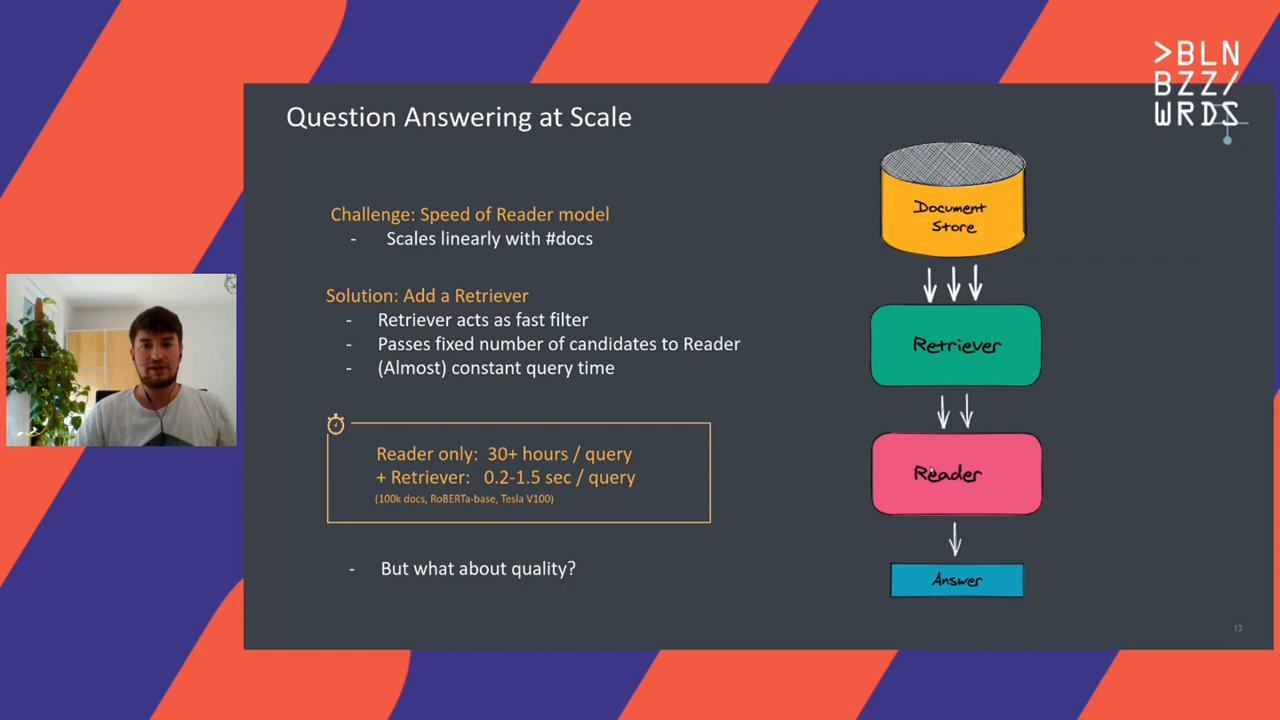 >BLN
BZZ/
WRDS
Question Answering at Scale
Challenge: Speed of Reader model
- Scales linearly with #docs
Solution: Add a Retriever
- Retriever acts as fast filter
- Passes fixed number of candidates to Reader
- (Almost) constant query time
Reader only: 30+ hours / query
+ Retriever: 0.2-1.5 sec / query
(100k docs, RoBERTa-base, Tesla V100)
- But what about quality?
Document
Store
Retriever
Reader
Answer
13